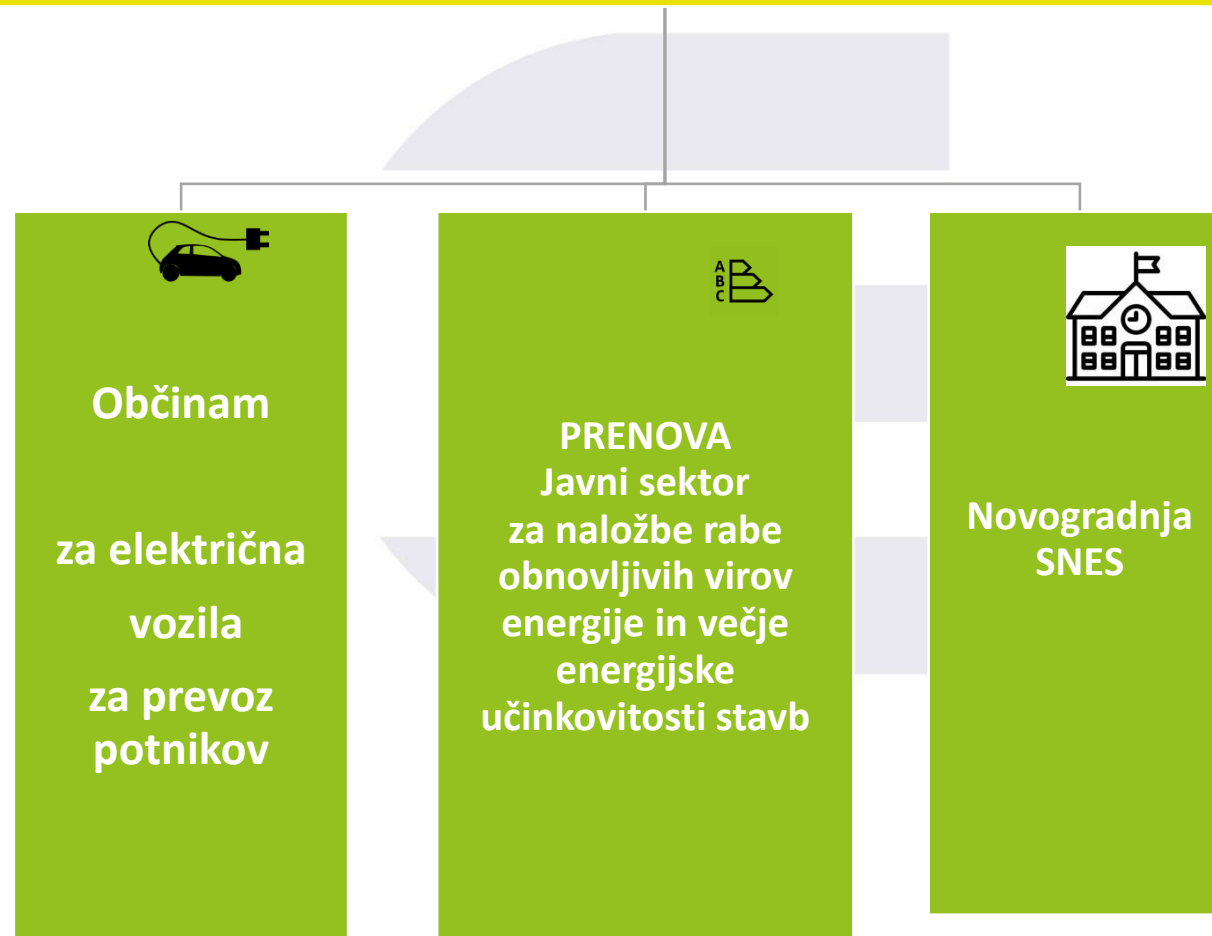 Občinam
za električna
vozila
za prevoz
potnikov
A
B
C
PRENOVA
Javni sektor
za naložbe rabe
obnovljivih virov
energije in večje
energijske
učinkovitosti stavb
Novogradnja
SNES